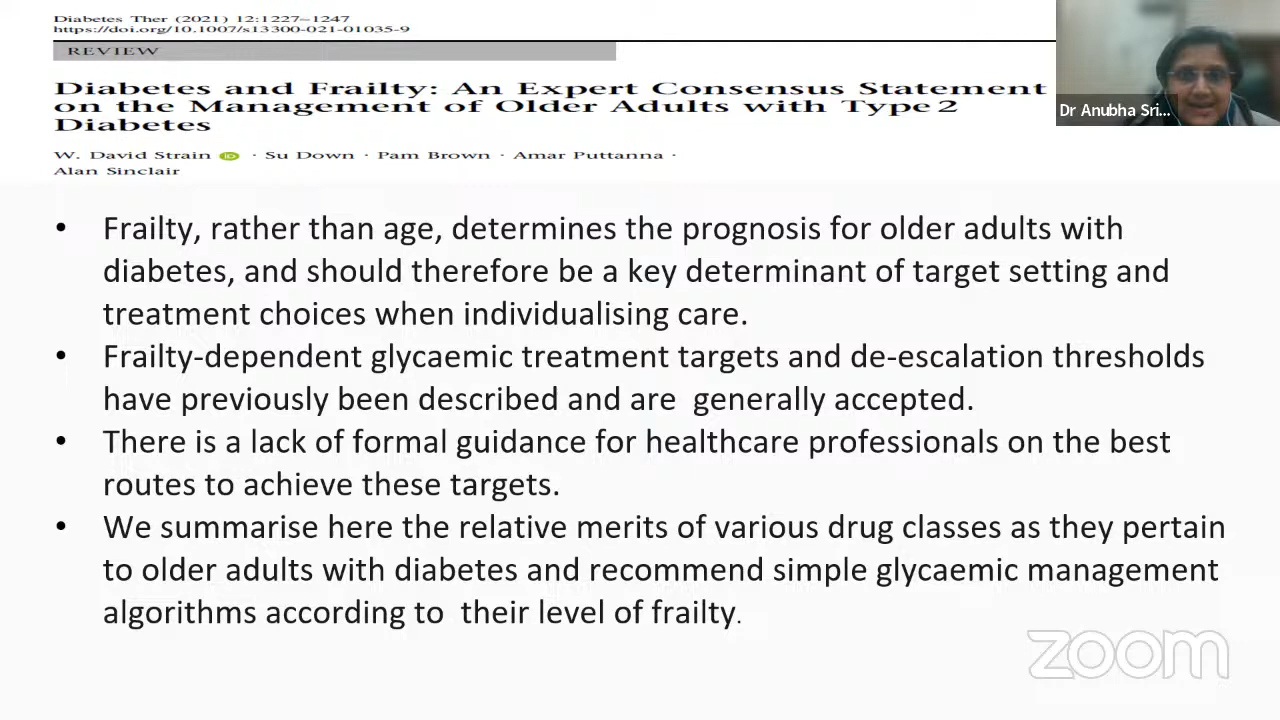 Diabetes Ther (2021) 12:1227–1247
https://doi.org/10.1007/s13300-021-01035-9
REVIEW
Diabetes and Frailty: An Expert Consensus Statement
on the Management of Older Adults with Type 2
Diabetes
W. David Strain iD · Su Down · Pam Brown · Amar Puttanna ·
Alan Sinclair
Dr Anubha Sri...
• Frailty, rather than age, determines the prognosis for older adults with
diabetes, and should therefore be a key determinant of target setting and
treatment choices when individualising care.
• Frailty-dependent glycaemic treatment targets and de-escalation thresholds
have previously been described and are generally accepted.
• There is a lack of formal guidance for healthcare professionals on the best
routes to achieve these targets.
• We summarise here the relative merits of various drug classes as they pertain
to older adults with diabetes and recommend simple glycaemic management
algorithms according to their level of frailty.
zoom